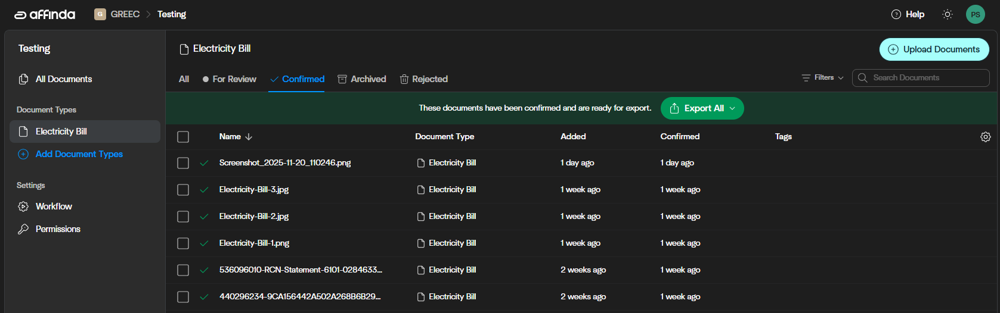 affinda G GREEC Testing Help PS
Testing
Electricity Bill
Upload Documents
All Documents
All For Review Confirmed Archived Rejected Filters Search Documents
Document Types
These documents have been confirmed and are ready for export. Export All
Electricity Bill
Name Document Type Added Confirmed Tags
Add Document Types
Screenshot_2025-11-20_110246.png Electricity Bill 1 day ago 1 day ago
Settings
Electricity-Bill-3.jpg Electricity Bill 1 week ago 1 week ago
Workflow
Electricity-Bill-2.jpg Electricity Bill 1 week ago 1 week ago
Permissions
Electricity-Bill-1.png Electricity Bill 1 week ago 1 week ago
536096010-RCN-Statement-6101-0284633... Electricity Bill 2 weeks ago 1 week ago
440296234-9CA156442A502A268B6B29... Electricity Bill 2 weeks ago 1 week ago